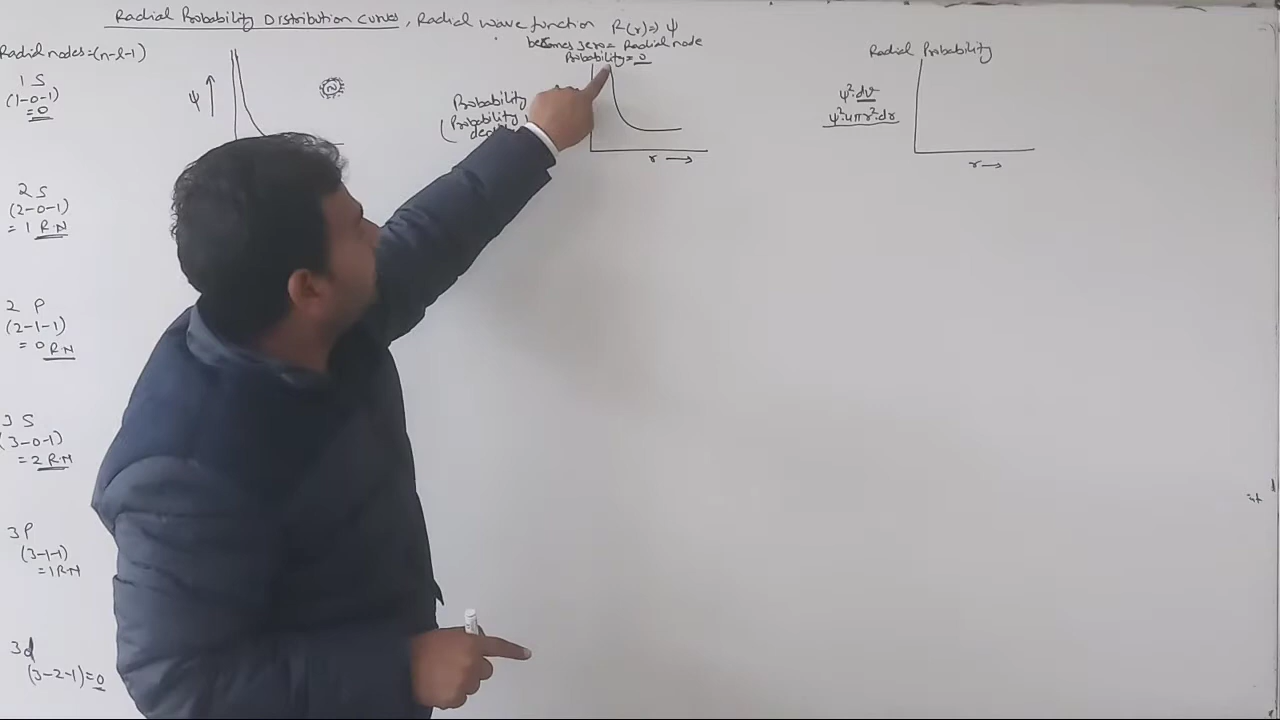 Radial Probability Distribution curves, Radial wave function R(r) => ψ
becomes zero = Radial node
Probability = 0
Radial nodes = (n-l-1)
1 S
(1-0-1)
= 0
ψ
N
Probability
(Probability
r →
Radial Probability
ψ²·dv
ψ²·4πr²·dr
r →
2 S
(2-0-1)
= 1 R.N
2 P
(2-1-1)
= 0 R.N
3 S
(3-0-1)
= 2 R.N
3P
(3-1-1)
= 1 R.N
3d
(3-2-1) = 0